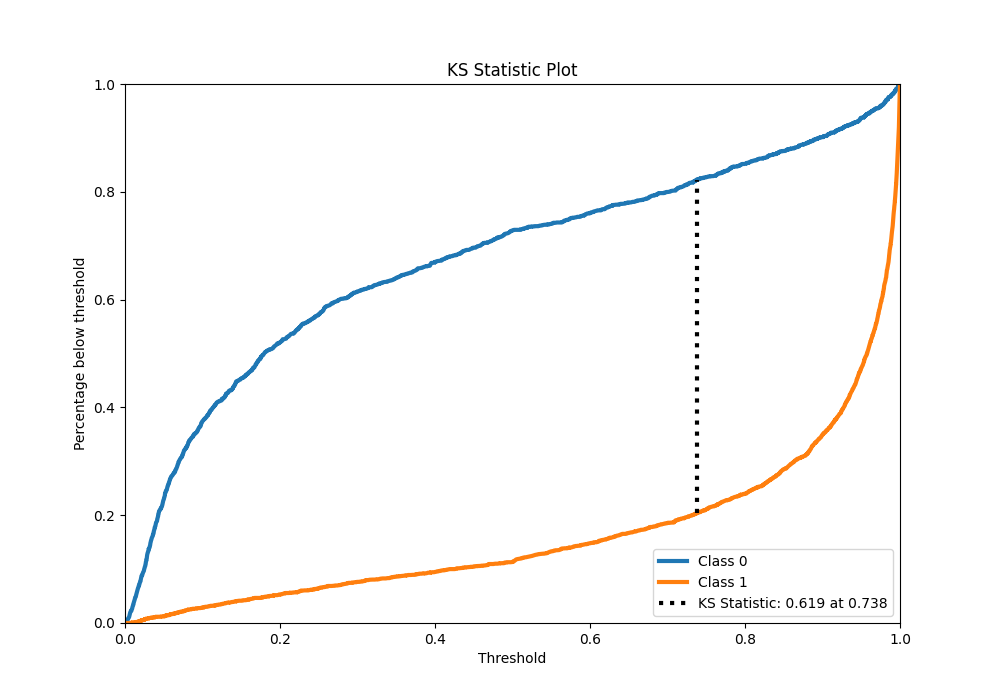 KS Statistic Plot
Percentage below threshold
1.0
0.8
0.6
0.4
0.2
0.0
0.0 0.2 0.4 0.6 0.8 1.0
Threshold
Class 0
Class 1
KS Statistic: 0.619 at 0.738